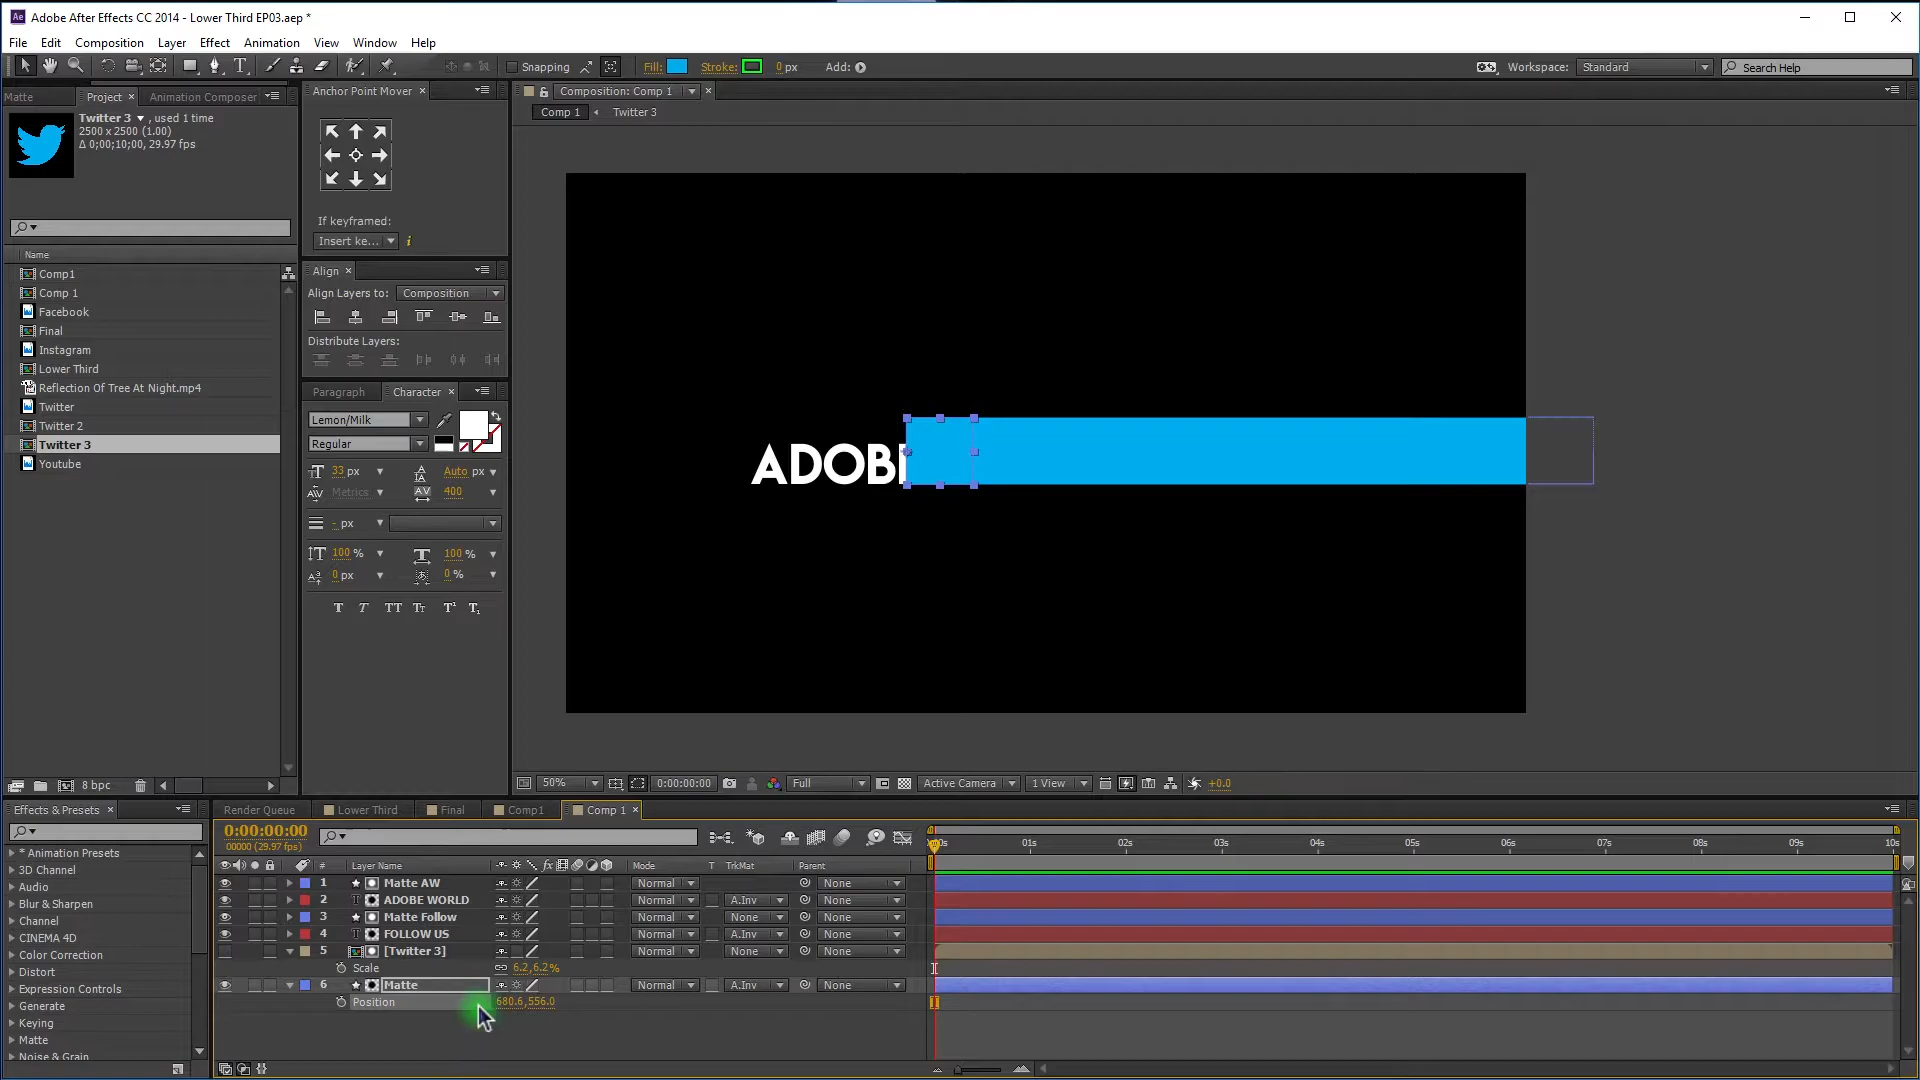 Adobe After Effects CC 2014 - Lower Third EP03.aep *
File Edit Composition Layer Effect Animation View Window Help
Snapping Fill: Stroke: 0 px Add: Workspace: Standard Search Help
Matte Project × Animation Composer
Twitter 3 ▼ , used 1 time
2500 x 2500 (1.00)
Δ 0;00;10;00, 29.97 fps
Name
Comp1
Comp 1
Facebook
Final
Instagram
Lower Third
Reflection Of Tree At Night.mp4
Twitter
Twitter 2
Twitter 3
Youtube
8 bpc
Anchor Point Mover ×
If keyframed:
Insert ke...
Align ×
Align Layers to: Composition
Distribute Layers:
Paragraph Character ×
Lemon/Milk
Regular
33 px Auto px
Metrics 400
- px
100 % 100 %
0 px 0 %
T T TT Tt T¹ T₁
Composition: Comp 1
Comp 1 Twitter 3
ADOB
50% 0:00:00:00 Full Active Camera 1 View +0.0
Effects & Presets ×
* Animation Presets
3D Channel
Audio
Blur & Sharpen
Channel
CINEMA 4D
Color Correction
Distort
Expression Controls
Generate
Keying
Matte
Noise & Grain
Render Queue Lower Third Final Comp1 Comp 1 ×
0:00:00:00
00000 (29.97 fps)
01s 02s 03s 04s 05s 06s 07s 08s 09s 10s
# Layer Name fx Mode T TrkMat Parent
1 Matte AW Normal None
2 ADOBE WORLD Normal A.Inv None
3 Matte Follow Normal None None
4 FOLLOW US Normal A.Inv None
5 [Twitter 3] Normal None None
Scale 6.2,6.2%
6 Matte Normal A.Inv None
Position 680.6,556.0